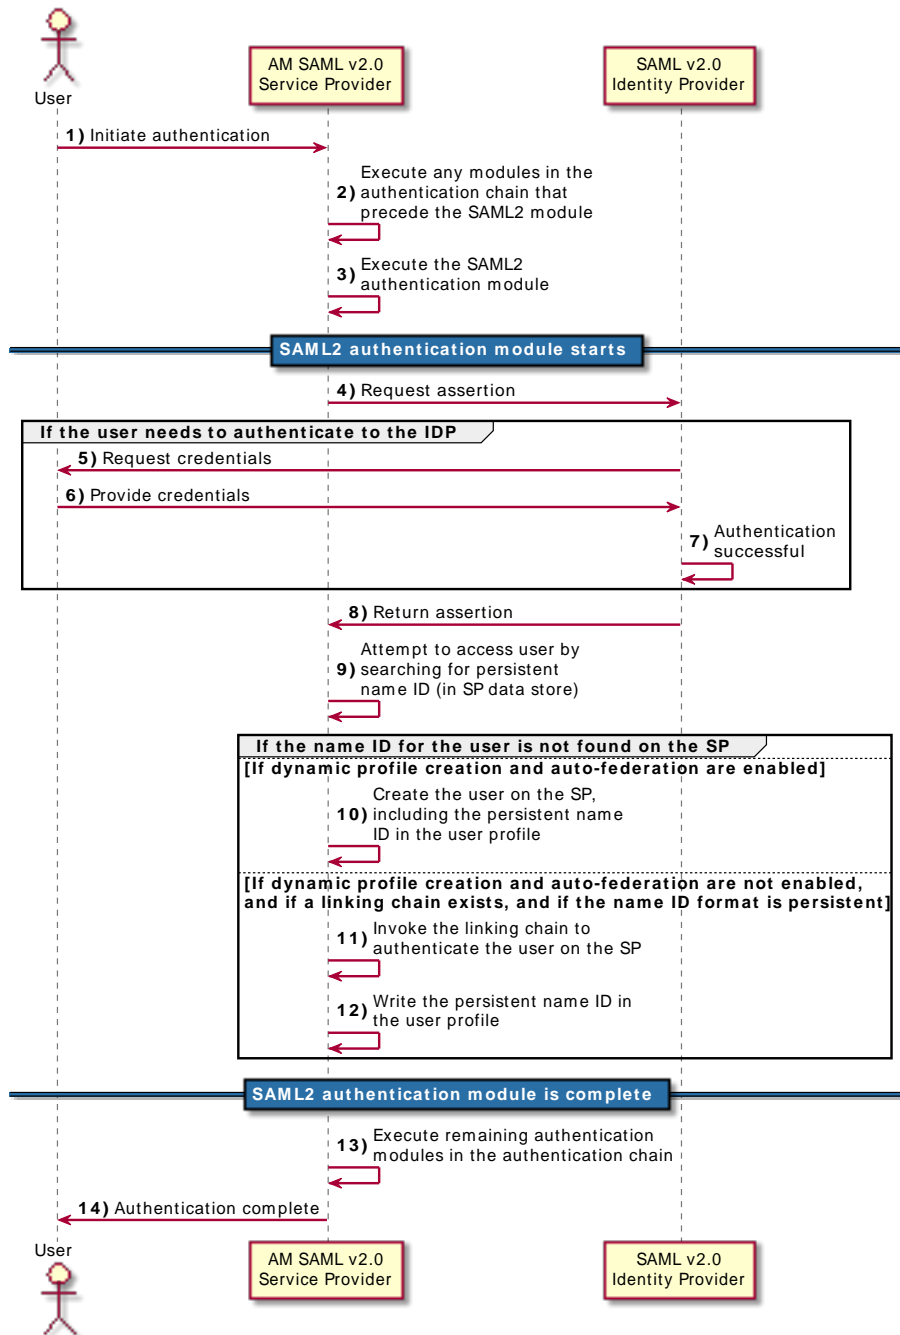 AM SAML v2.0
Service Provider
SAML v2.0
Identity Provider
User
1) Initiate authentication
Execute any modules in the
2) authentication chain that
precede the SAML2 module
3) Execute the SAML2
authentication module
SAML2 authentication module starts
4) Request assertion
If the user needs to authenticate to the IDP
5) Request credentials
6) Provide credentials
7) Authentication
successful
8) Return assertion
Attempt to access user by
9) searching for persistent
name ID (in SP data store)
If the name ID for the user is not found on the SP
[If dynamic profile creation and auto-federation are enabled]
Create the user on the SP,
10) including the persistent name
ID in the user profile
[If dynamic profile creation and auto-federation are not enabled,
and if a linking chain exists, and if the name ID format is persistent]
11) Invoke the linking chain to
authenticate the user on the SP
12) Write the persistent name ID in
the user profile
SAML2 authentication module is complete
13) Execute remaining authentication
modules in the authentication chain
14) Authentication complete
User
AM SAML v2.0
Service Provider
SAML v2.0
Identity Provider